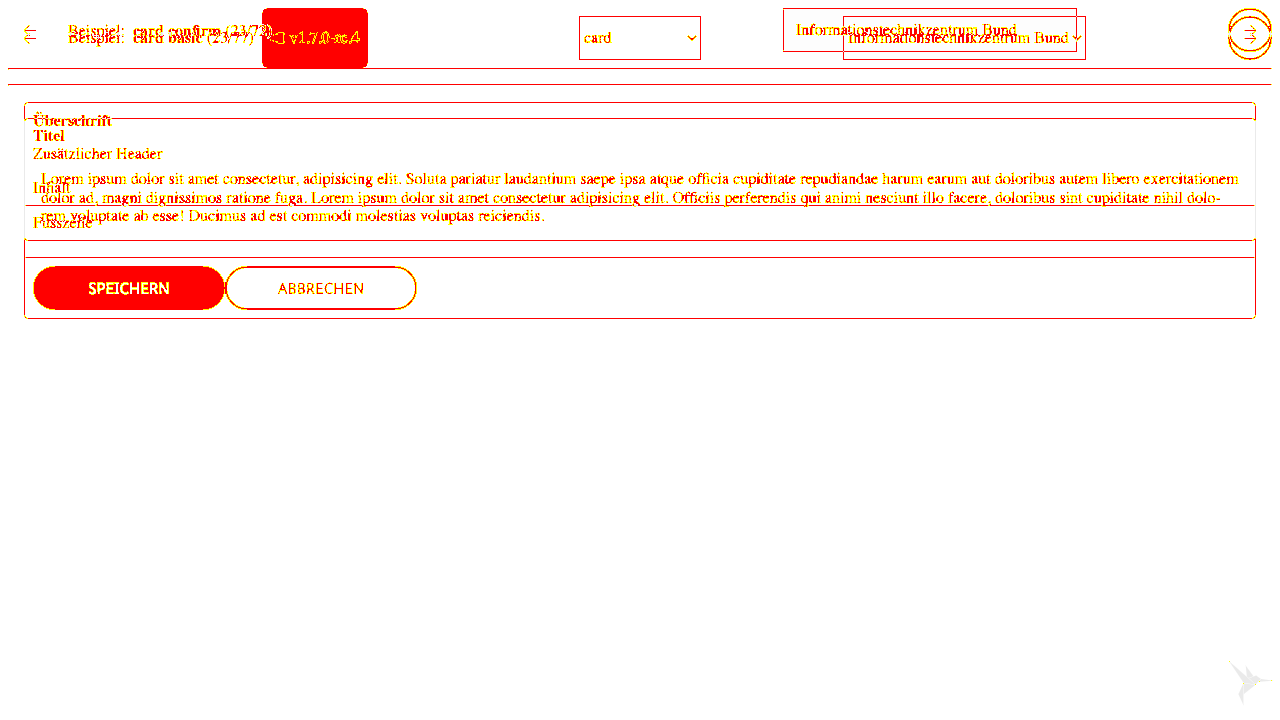 Beispiel: card confirm (23/72)
Beispiel: card basic (23/77)
v1.7.0-rc.4
card
Informationstechnikzentrum Bund
Informationstechnikzentrum Bund
Überschrift
Titel
Zusätzlicher Header
Lorem ipsum dolor sit amet consectetur, adipisicing elit. Soluta pariatur laudantium saepe ipsa atque officia cupiditate repudiandae harum earum aut doloribus autem libero exercitationem
Inhalt
dolor ad, magni dignissimos ratione fuga. Lorem ipsum dolor sit amet consectetur adipisicing elit. Officiis perferendis qui animi nesciunt illo facere, doloribus sint cupiditate nihil dolo-
rem voluptate ab esse! Ducimus ad est commodi molestias voluptas reiciendis.
Fusszeile
SPEICHERN
ABBRECHEN